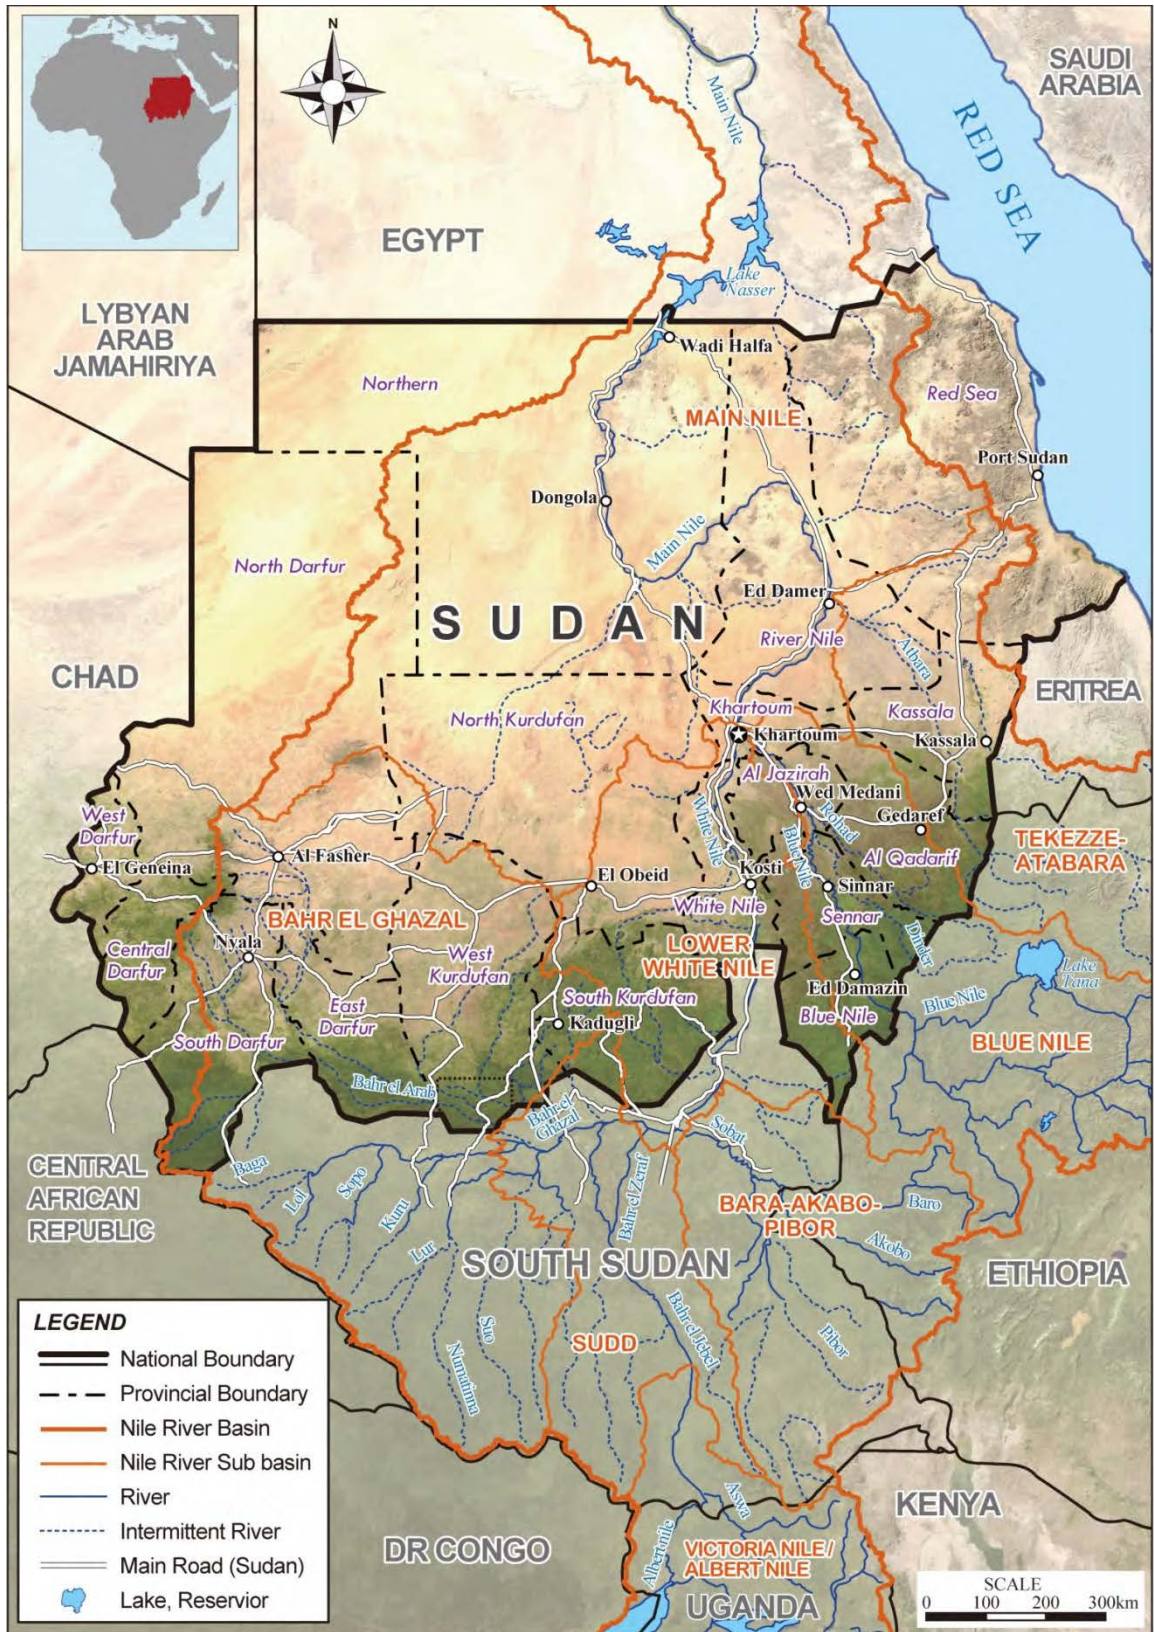 N
SAUDI
ARABIA
Main Nile
RED SEA
EGYPT
Lake
Nasser
LYBYAN
ARAB
JAMAHIRIYA
Wadi Halfa
Northern
Red Sea
MAIN NILE
Port Sudan
Dongola
Main Nile
North Darfur
Ed Damer
SUDAN
River Nile
Atbara
CHAD
ERITREA
Khartoum
Kassala
North Kurdufan
Khartoum
Kassala
Al Jazirah
Wed Medani
West
Darfur
White Nile
Rohad
Gedaref
TEKEZZE-
ATABARA
El Geneina
Al Fasher
Blue Nile
Al Qadarif
El Obeid
Kosti
Sinnar
BAHR EL GHAZAL
White Nile
Sennar
Central
Darfur
Nyala
West
Kurdufan
LOWER
WHITE NILE
Dinder
Lake
Tana
East
Darfur
South Kurdufan
Ed Damazin
Blue Nile
South Darfur
Kadugli
Blue Nile
BLUE NILE
Bahr el Arab
Bahr el
Ghazal
Sobat
CENTRAL
AFRICAN
REPUBLIC
Baga
Lol
Sopo
Kuru
Bahr el Zeraf
BARA-AKABO-
PIBOR
Baro
Lur
Akobo
SOUTH SUDAN
ETHIOPIA
Bahr el Jebel
Suo
SUDD
Pibor
Numatinna
LEGEND
National Boundary
Provincial Boundary
Nile River Basin
Nile River Sub basin
River
Intermittent River
Main Road (Sudan)
Lake, Reservior
Aswa
KENYA
DR CONGO
Albert nile
VICTORIA NILE/
ALBERT NILE
UGANDA
SCALE
0 100 200 300km